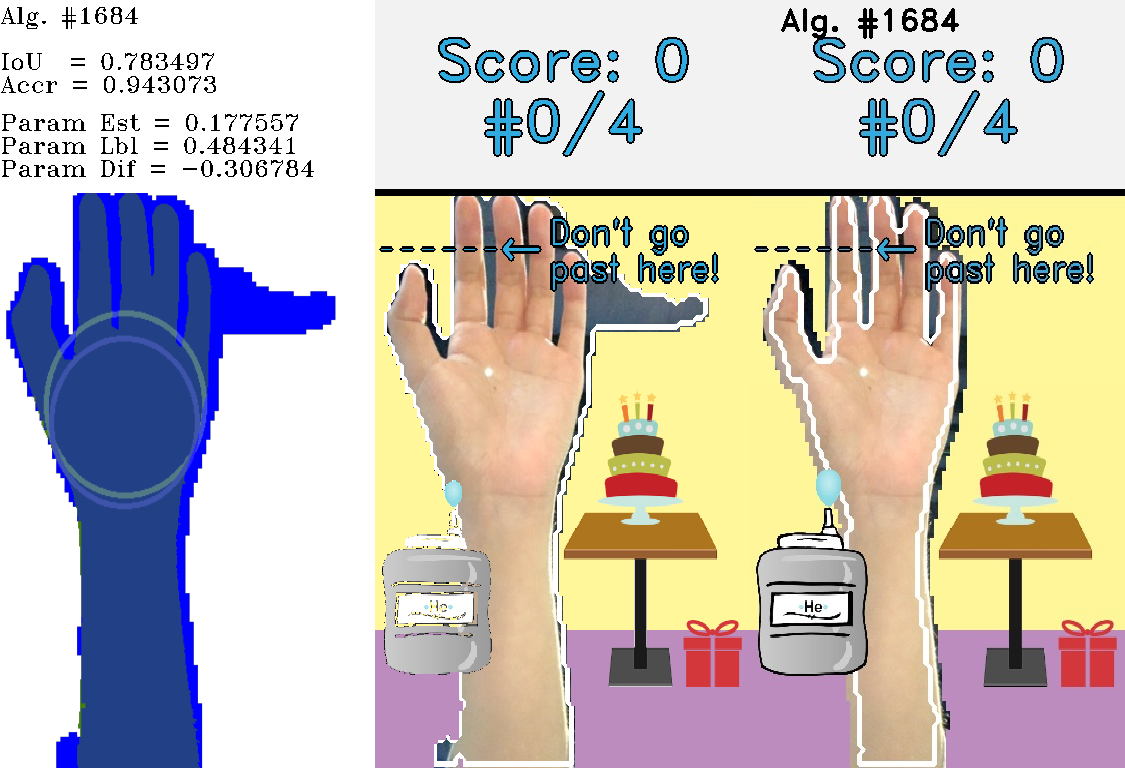 Alg. #1684
IoU = 0.783497
Accr = 0.943073
Param Est = 0.177557
Param Lbl = 0.484341
Param Dif = −0.306784
Score: 0
#0/4
Don't go
past here!
He
Alg. #1684
Score: 0
#0/4
Don't go
past here!
He